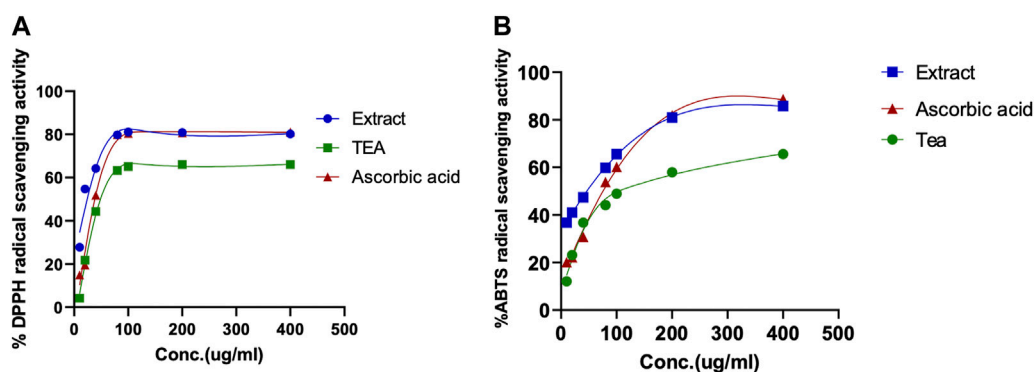 A
% DPPH radical scavenging activity
100
80
60
40
20
0
0 100 200 300 400 500
Conc.(ug/ml)
Extract
TEA
Ascorbic acid
B
%ABTS radical scavenging activity
100
80
60
40
20
0
0 100 200 300 400 500
Conc.(ug/ml)
Extract
Ascorbic acid
Tea